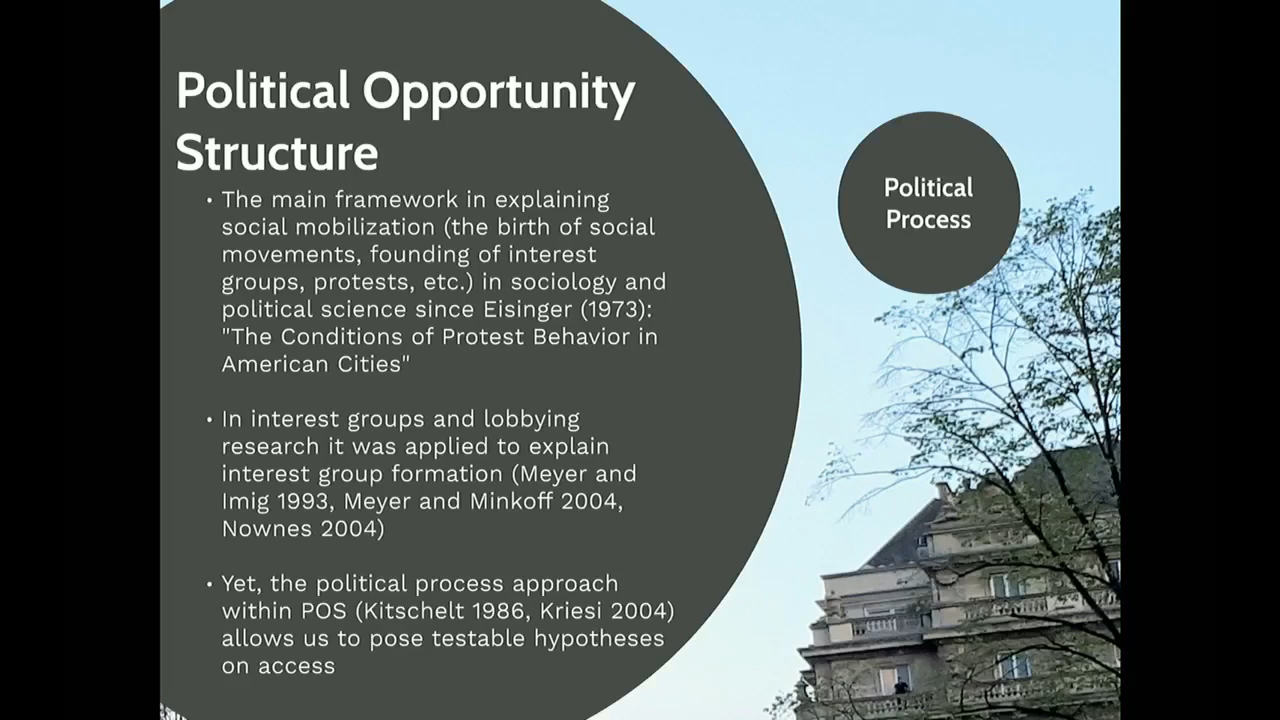 Political Opportunity
Structure
• The main framework in explaining
social mobilization (the birth of social
movements, founding of interest
groups, protests, etc.) in sociology and
political science since Eisinger (1973):
"The Conditions of Protest Behavior in
American Cities"
• In interest groups and lobbying
research it was applied to explain
interest group formation (Meyer and
Imig 1993, Meyer and Minkoff 2004,
Nownes 2004)
• Yet, the political process approach
within POS (Kitschelt 1986, Kriesi 2004)
allows us to pose testable hypotheses
on access
Political
Process